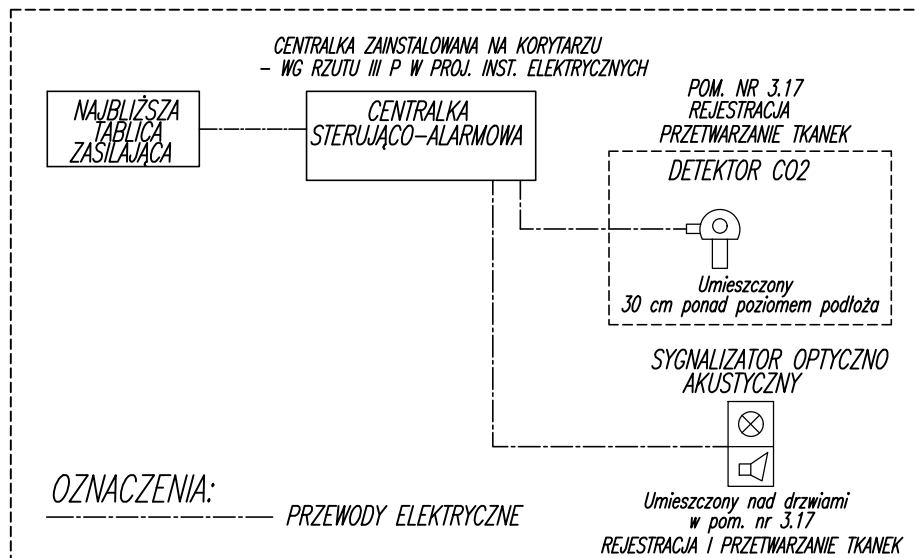 CENTRALKA ZAINSTALOWANA NA KORYTARZU
– WG RZUTU III P W PROJ. INST. ELEKTRYCZNYCH
NAJBLIŻSZA
TABLICA
ZASILAJĄCA
CENTRALKA
STERUJĄCO–ALARMOWA
POM. NR 3.17
REJESTRACJA
PRZETWARZANIE TKANEK
DETEKTOR CO2
Umieszczony
30 cm ponad poziomem podłoża
SYGNALIZATOR OPTYCZNO
AKUSTYCZNY
Umieszczony nad drzwiami
w pom. nr 3.17
REJESTRACJA I PRZETWARZANIE TKANEK
OZNACZENIA:
PRZEWODY ELEKTRYCZNE